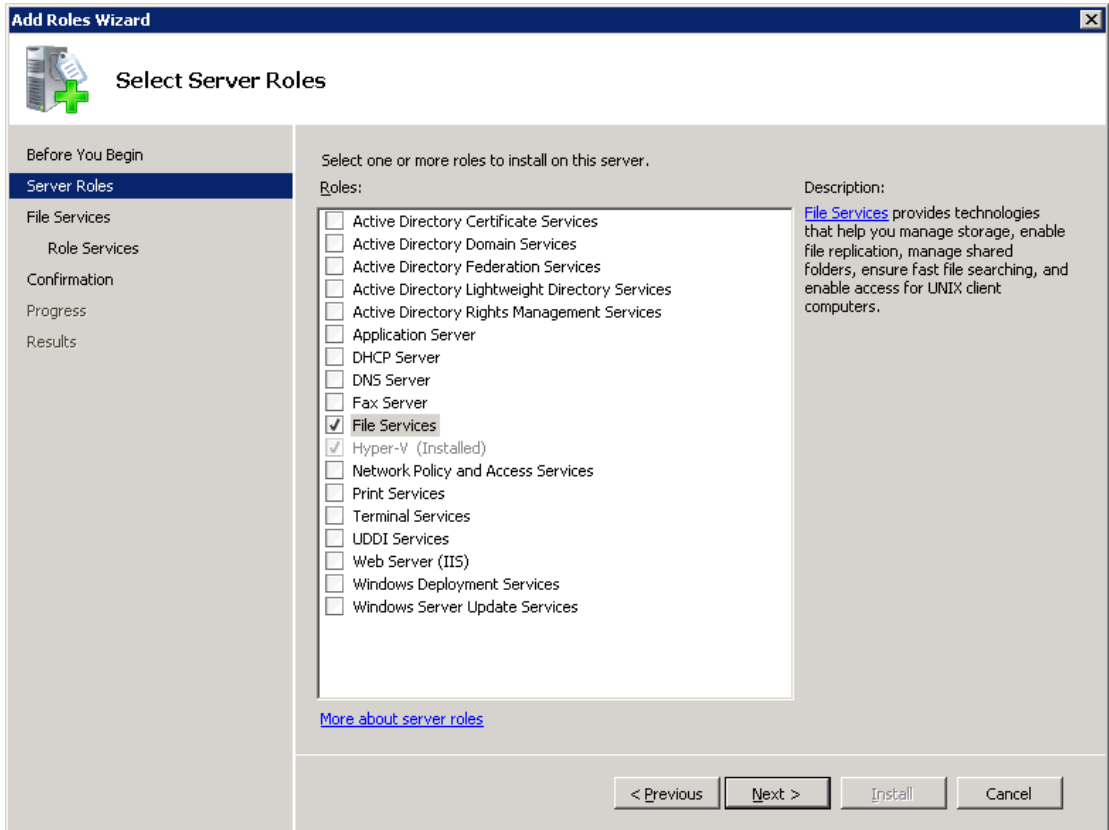 Add Roles Wizard
Select Server Roles
Before You Begin
Server Roles
File Services
Role Services
Confirmation
Progress
Results
Select one or more roles to install on this server.
Roles:
Active Directory Certificate Services
Active Directory Domain Services
Active Directory Federation Services
Active Directory Lightweight Directory Services
Active Directory Rights Management Services
Application Server
DHCP Server
DNS Server
Fax Server
File Services
Hyper-V (Installed)
Network Policy and Access Services
Print Services
Terminal Services
UDDI Services
Web Server (IIS)
Windows Deployment Services
Windows Server Update Services
More about server roles
Description:
File Services provides technologies
that help you manage storage, enable
file replication, manage shared
folders, ensure fast file searching, and
enable access for UNIX client
computers.
< Previous
Next >
Install
Cancel